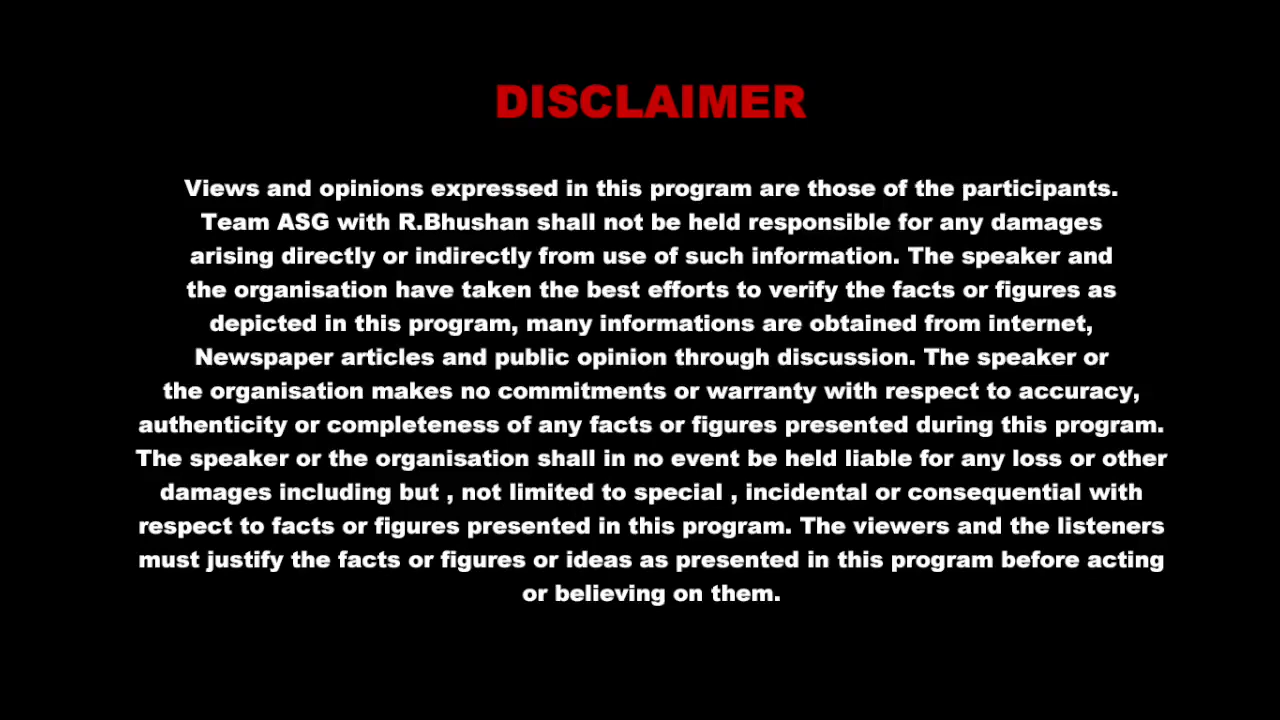 DISCLAIMER
Views and opinions expressed in this program are those of the participants.
Team ASG with R.Bhushan shall not be held responsible for any damages
arising directly or indirectly from use of such information. The speaker and
the organisation have taken the best efforts to verify the facts or figures as
depicted in this program, many informations are obtained from internet,
Newspaper articles and public opinion through discussion. The speaker or
the organisation makes no commitments or warranty with respect to accuracy,
authenticity or completeness of any facts or figures presented during this program.
The speaker or the organisation shall in no event be held liable for any loss or other
damages including but , not limited to special , incidental or consequential with
respect to facts or figures presented in this program. The viewers and the listeners
must justify the facts or figures or ideas as presented in this program before acting
or believing on them.